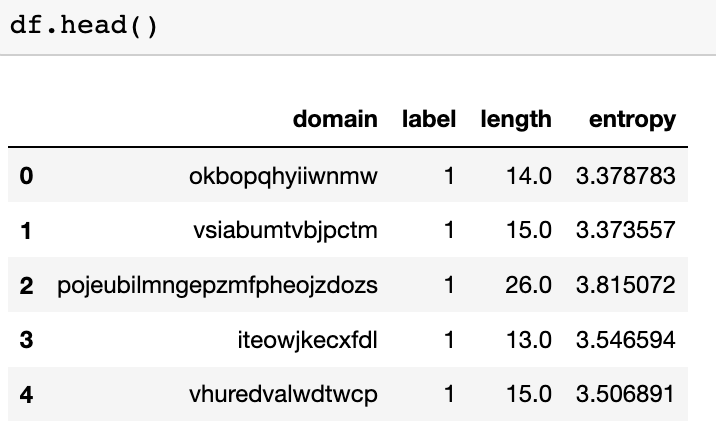 df.head()
domain label length entropy
0 okbopqhyiiwnmw 1 14.0 3.378783
1 vsiabumtvbjpctm 1 15.0 3.373557
2 pojeubilmngepzmfpheojzdozs 1 26.0 3.815072
3 iteowjkecxfdl 1 13.0 3.546594
4 vhuredvalwdtwcp 1 15.0 3.506891